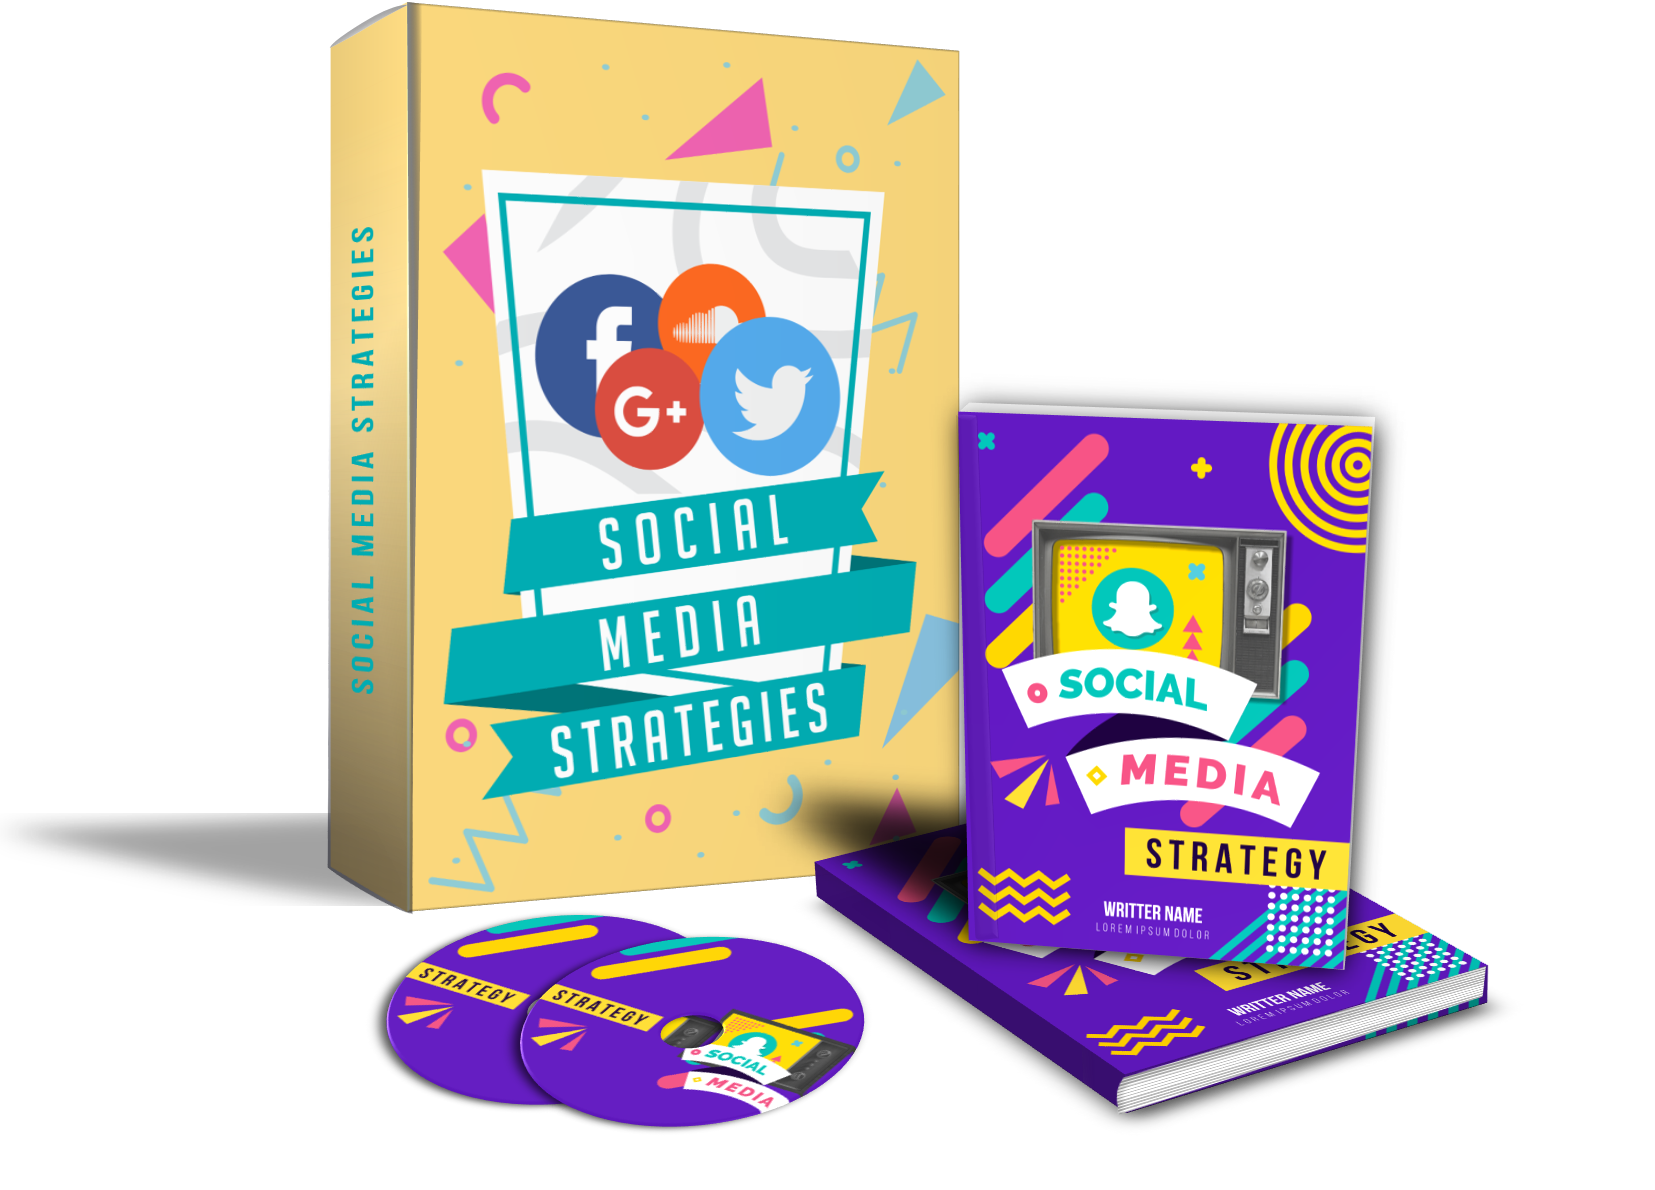 SOCIAL MEDIA STRATEGIES
G+
SOCIAL
MEDIA
STRATEGIES
SOCIAL
MEDIA
STRATEGY
WRITTER NAME
LOREM IPSUM DOLOR
WRITTER NAME
LOREM IPSUM DOLOR
STRATEGY
STRATEGY
SOCIAL
MEDIA